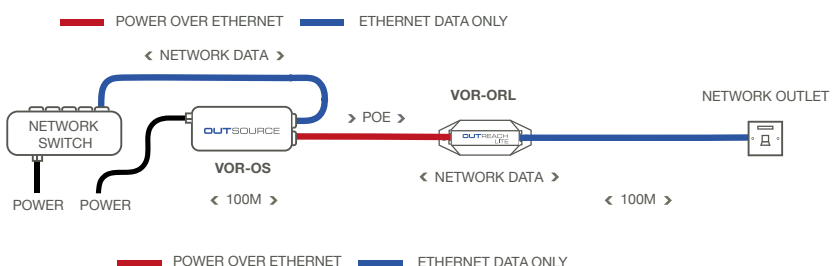 POWER OVER ETHERNET
ETHERNET DATA ONLY
< NETWORK DATA >
VOR-ORL
NETWORK OUTLET
> POE >
NETWORK
SWITCH
OUTSOURCE
OUTREACH
LITE
VOR-OS
< NETWORK DATA >
POWER
POWER
< 100M >
< 100M >
POWER OVER ETHERNET
ETHERNET DATA ONLY